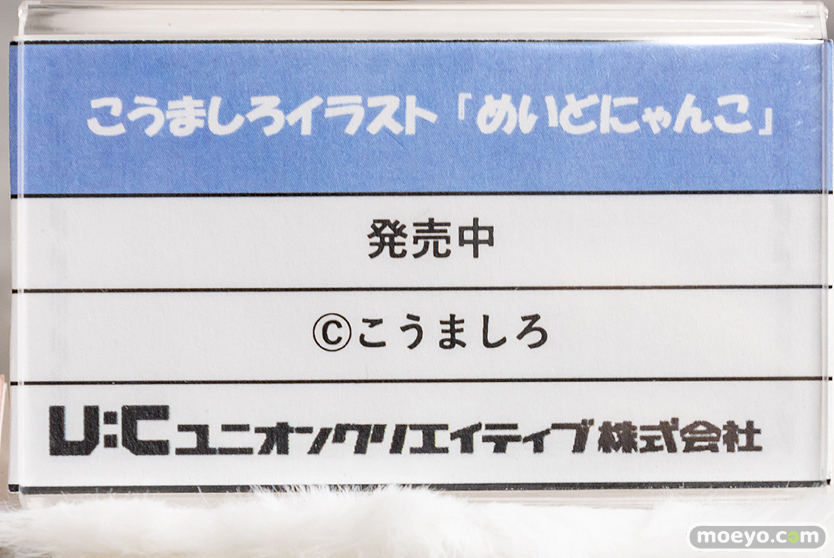 こうましろイラスト「めいどにゃんこ」
発売中
©こうましろ
U:Cユニオンクリエイティブ株式会社
moeyo.com